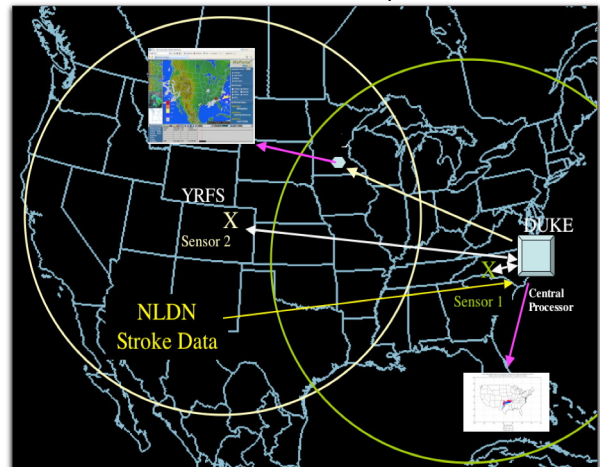 YRFS
X
Sensor 2
DUKE
X
Sensor 1
Central
Processor
NLDN
Stroke Data